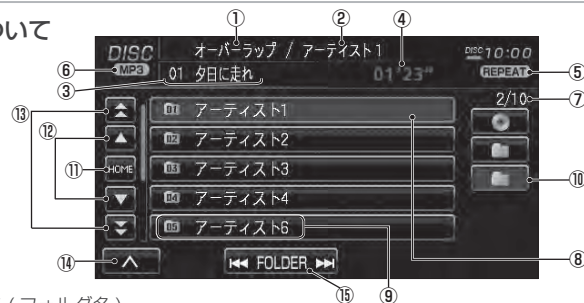 ついて
① ② ④
DISC オーバーラップ / アーティスト1 DISC 10:00
⑥ MP3 01 夕日に走れ 01'23" REPEAT ⑤
③
2/10 ⑦
⑬ 01 アーティスト1
⑫ 02 アーティスト2
⑪ HOME 03 アーティスト3 ⑩
04 アーティスト4
05 アーティスト6 ⑧
⑭ ⑨
FOLDER ⑮
(フォルダ名)